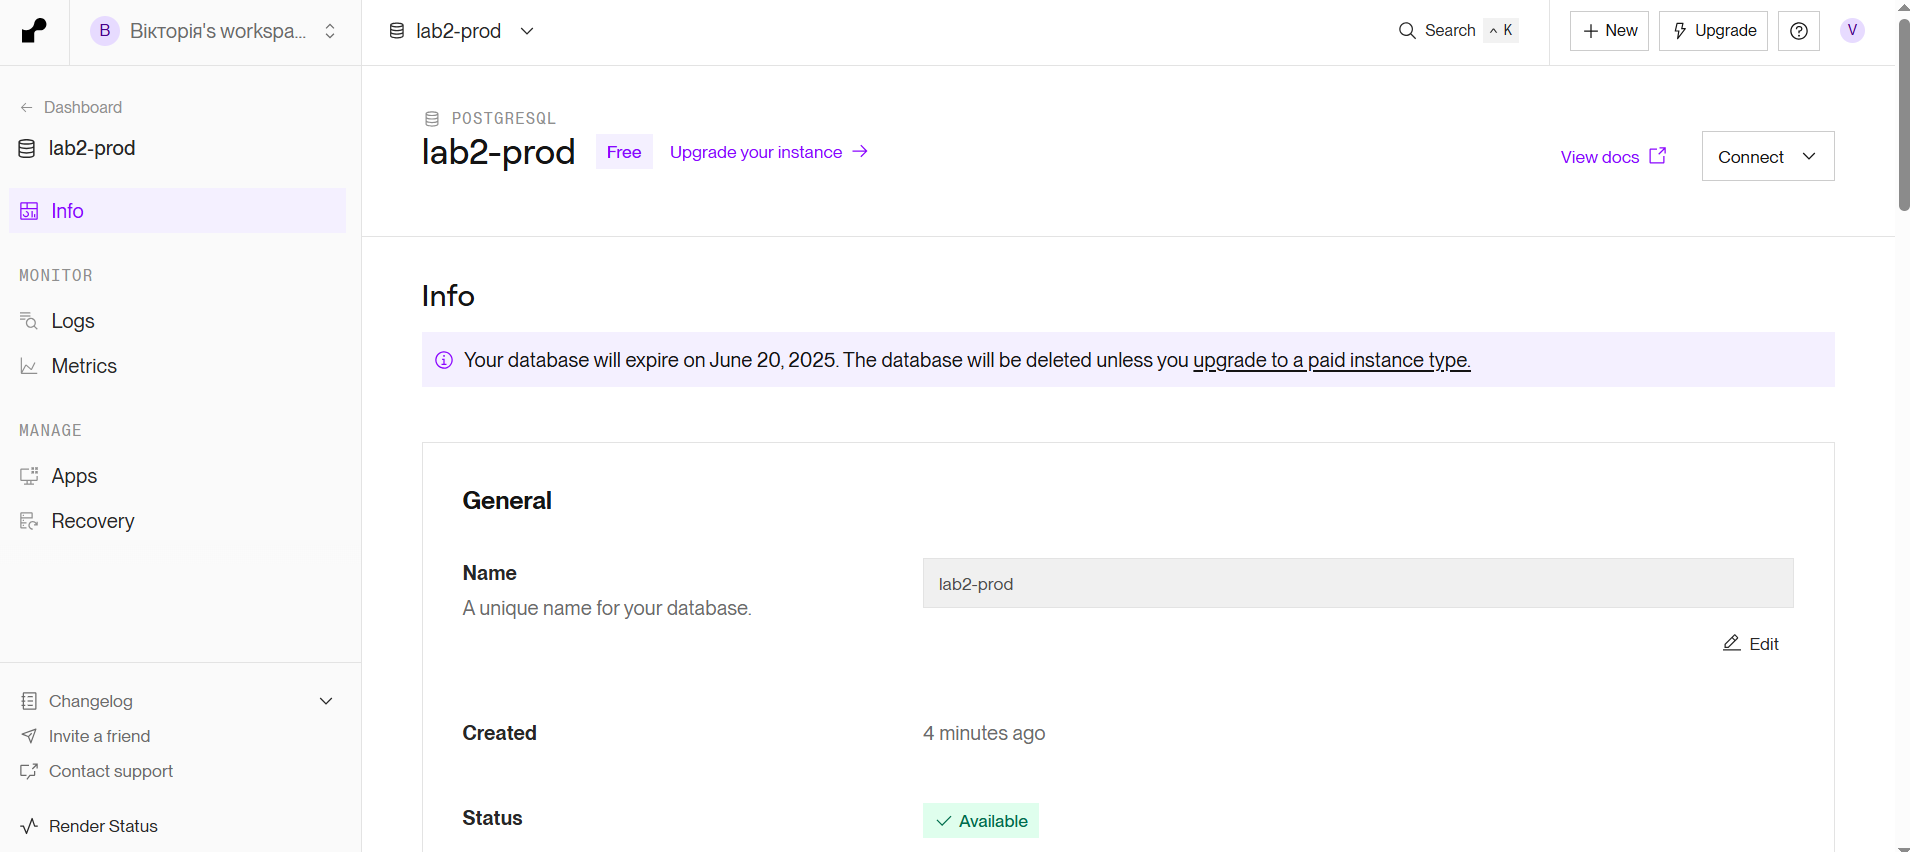 B Вікторія's workspa...
lab2-prod
Search ^ K
+ New
Upgrade
V
← Dashboard
lab2-prod
Info
MONITOR
Logs
Metrics
MANAGE
Apps
Recovery
Changelog
Invite a friend
Contact support
Render Status
POSTGRESQL
lab2-prod Free Upgrade your instance →
View docs
Connect
Info
Your database will expire on June 20, 2025. The database will be deleted unless you upgrade to a paid instance type.
General
Name
A unique name for your database.
lab2-prod
Edit
Created
4 minutes ago
Status
Available